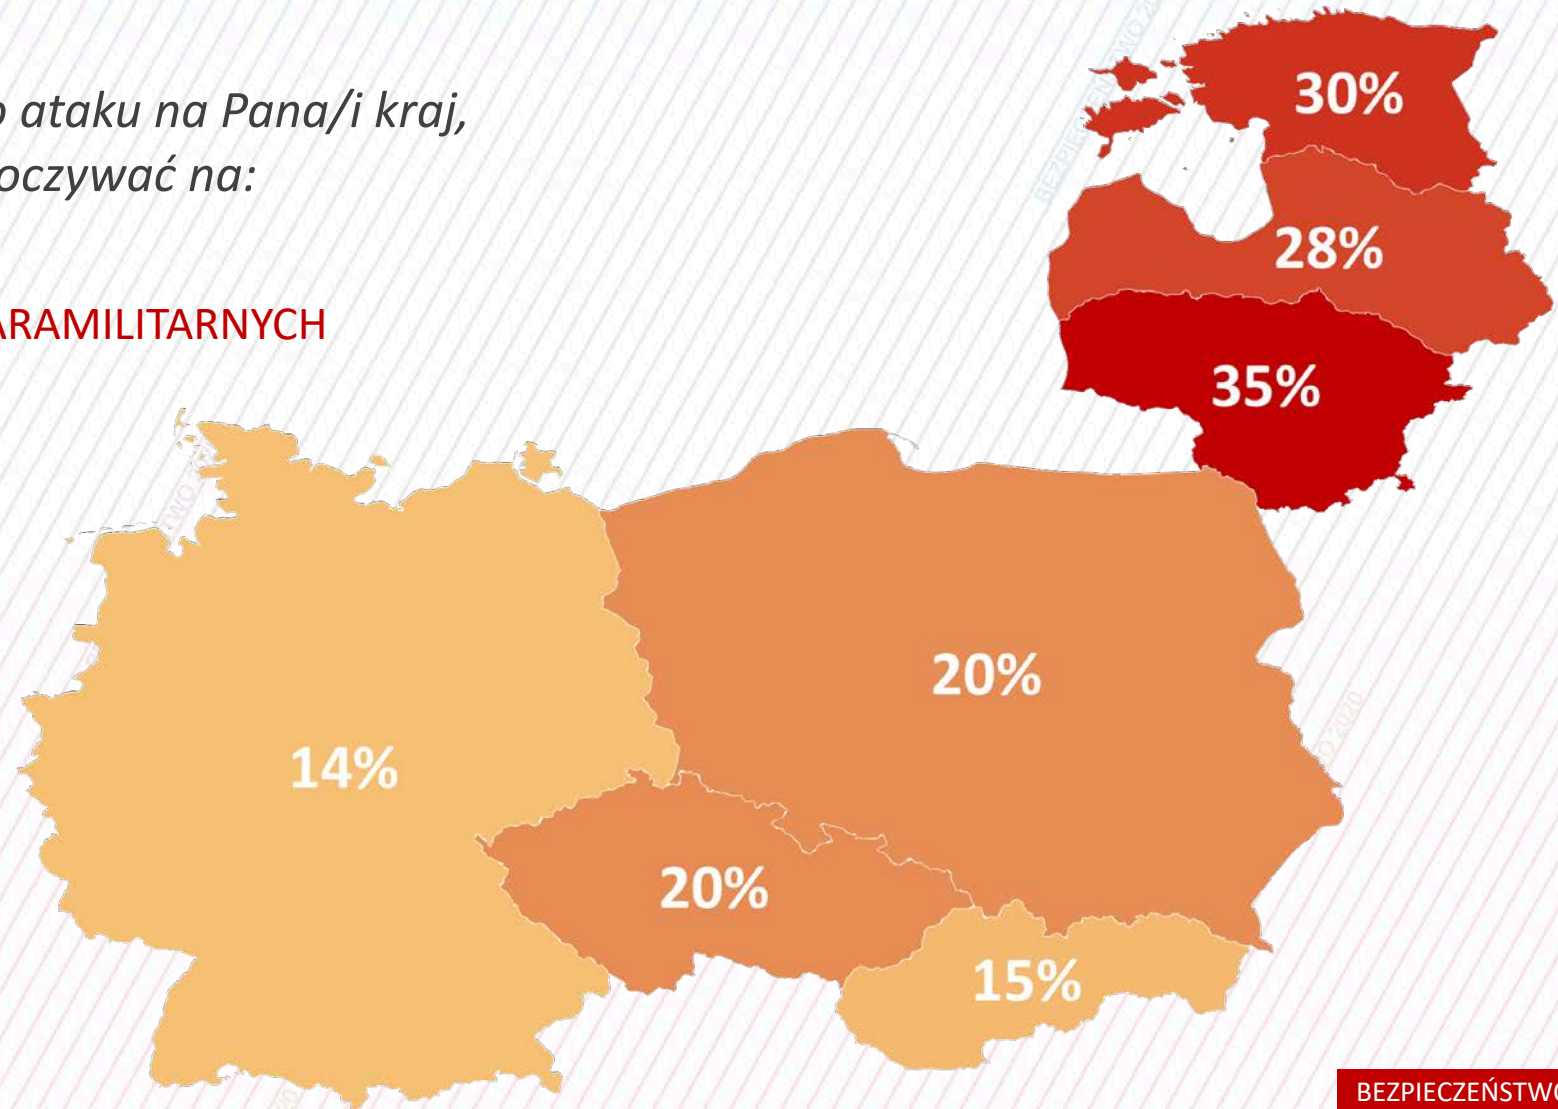 o ataku na Pana/i kraj,
oczywać na:
ARAMILITARNYCH
30%
28%
35%
20%
14%
20%
15%
BEZPIECZEŃSTWO